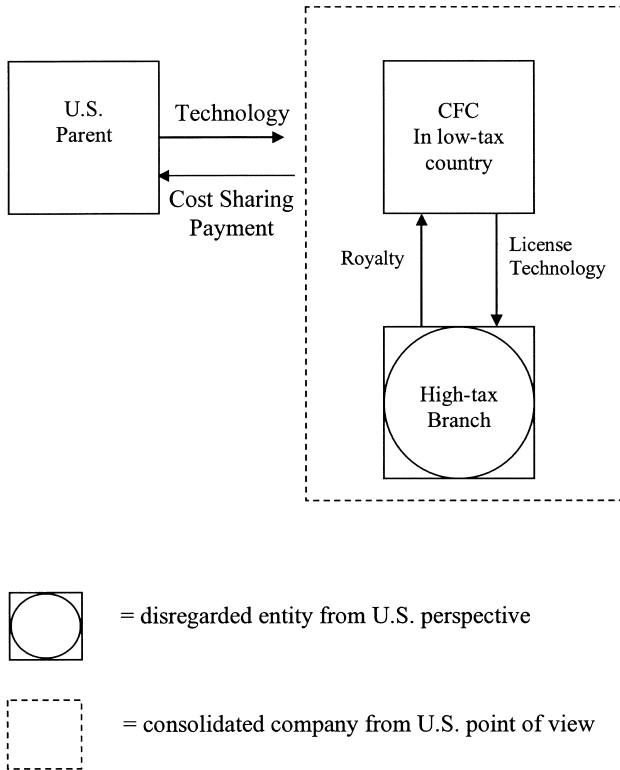 U.S.
Parent
Technology
Cost Sharing
Payment
CFC
In low-tax
country
Royalty
License
Technology
High-tax
Branch
= disregarded entity from U.S. perspective
= consolidated company from U.S. point of view